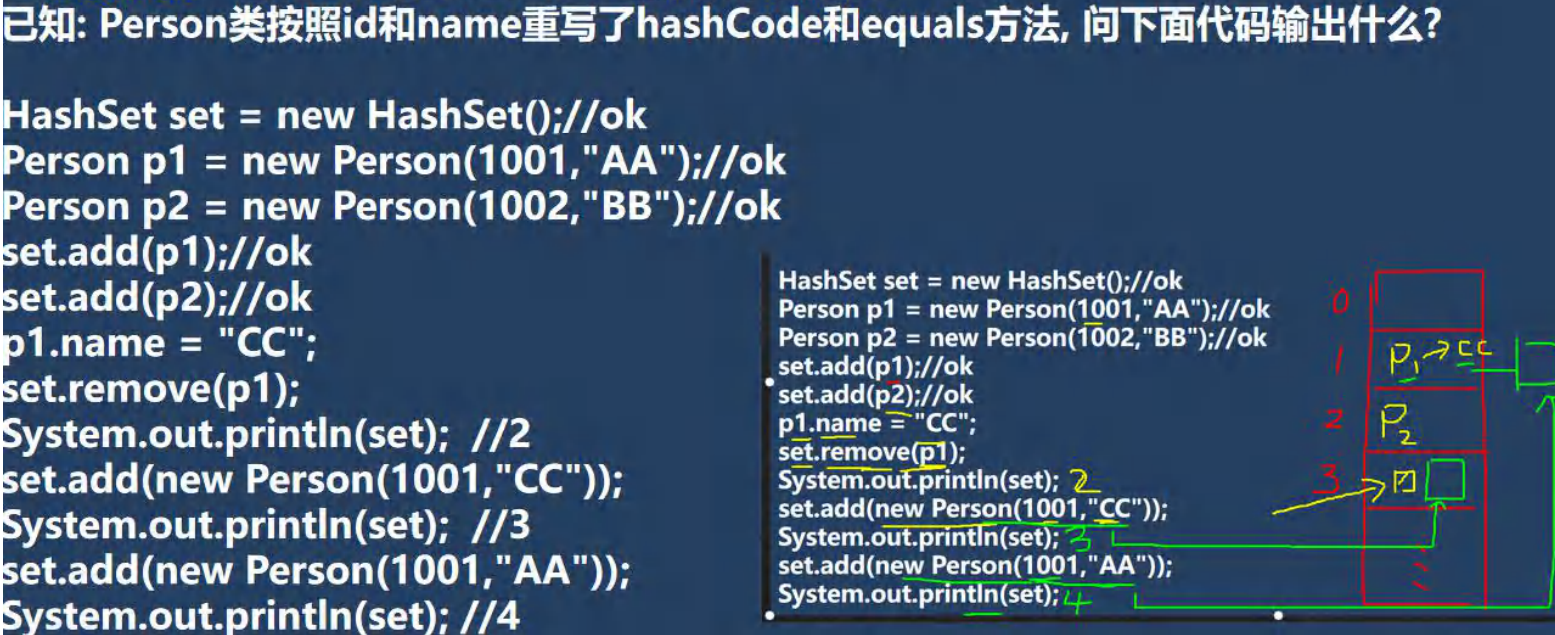 已知: Person类按照id和name重写了hashCode和equals方法, 问下面代码输出什么?
HashSet set = new HashSet();//ok
Person p1 = new Person(1001,"AA");//ok
Person p2 = new Person(1002,"BB");//ok
set.add(p1);//ok
set.add(p2);//ok
p1.name = "CC";
set.remove(p1);
System.out.println(set);  //2
set.add(new Person(1001,"CC"));
System.out.println(set);  //3
set.add(new Person(1001,"AA"));
System.out.println(set); //4
HashSet set = new HashSet();//ok
Person p1 = new Person(1001,"AA");//ok
Person p2 = new Person(1002,"BB");//ok
set.add(p1);//ok
set.add(p2);//ok
p1.name = "CC";
set.remove(p1);
System.out.println(set); 2
set.add(new Person(1001,"CC"));
System.out.println(set); 3
set.add(new Person(1001,"AA"));
System.out.println(set); 4
0
1 P1→CC
2 P2
3